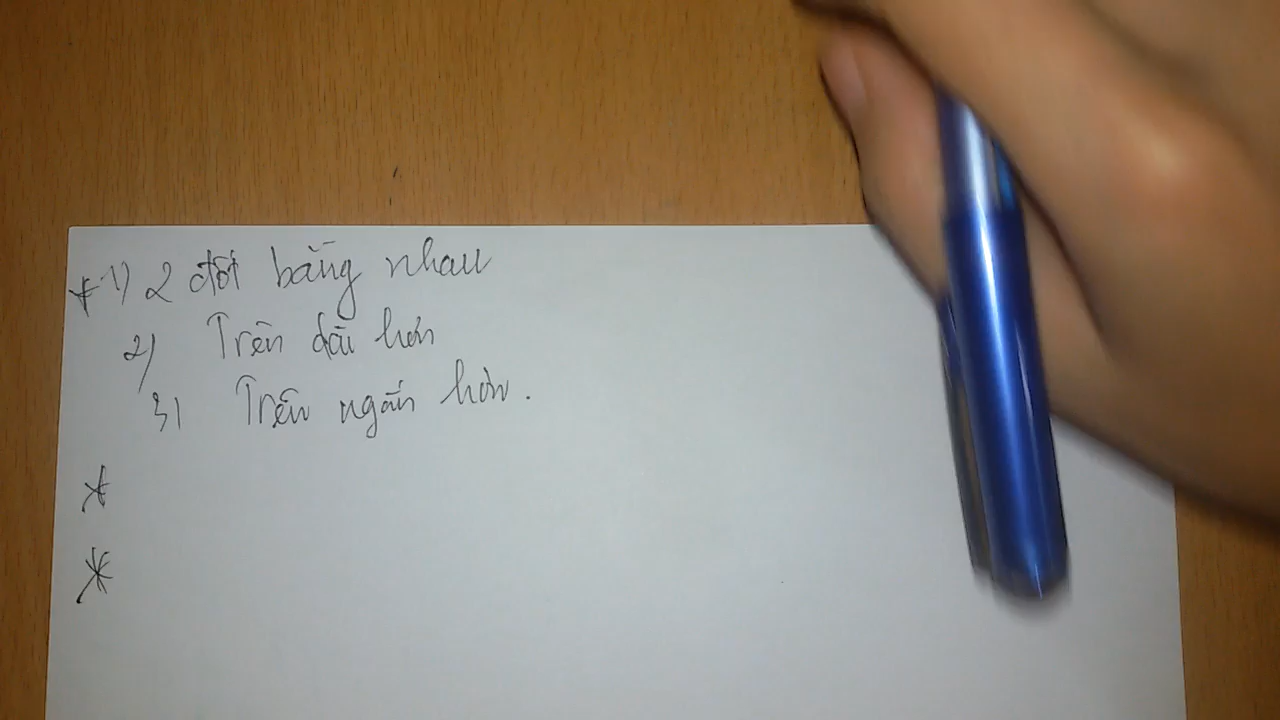 * 1) 2 đốt bằng nhau
2) Trên dài hơn
3) Trên ngắn hơn.
*
*